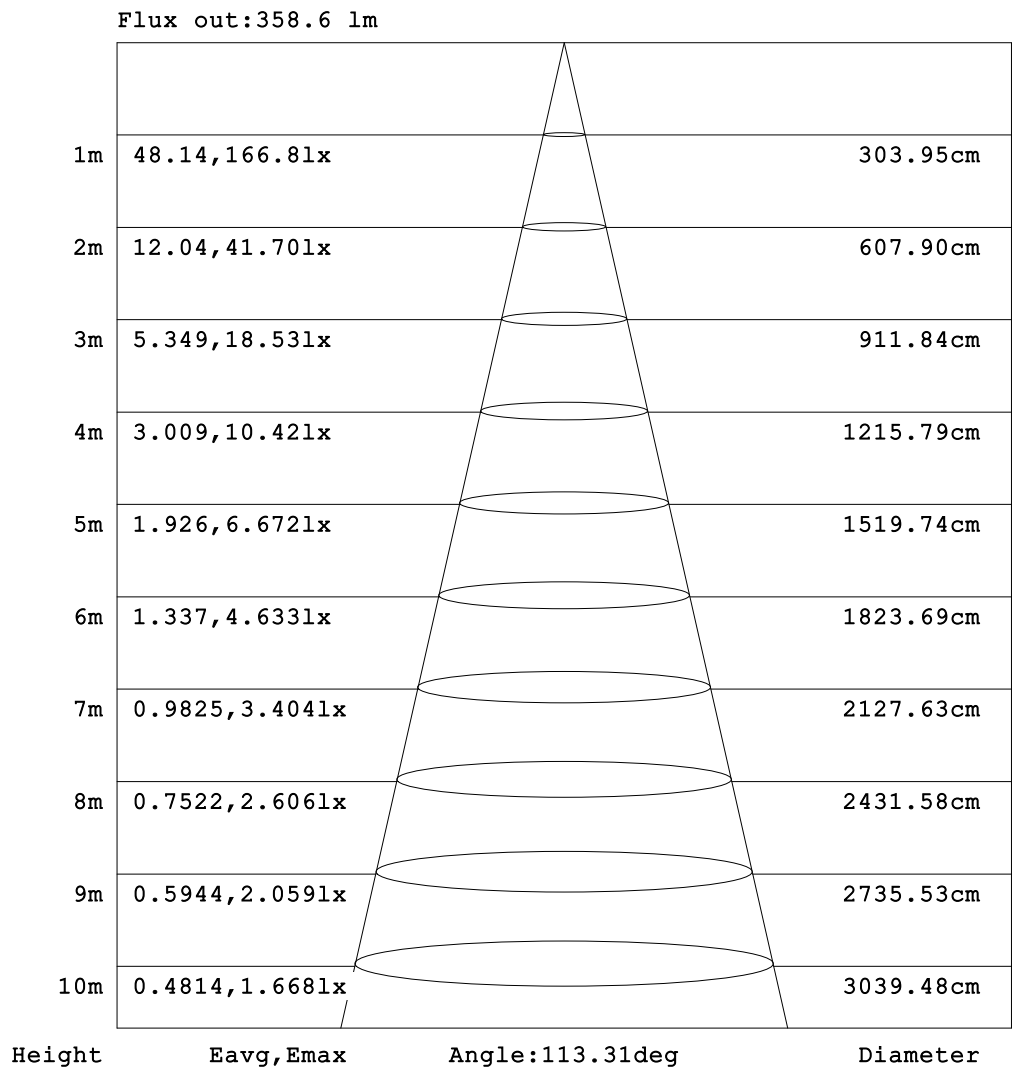 Flux out:358.6 lm
1m 48.14,166.8lx 303.95cm
2m 12.04,41.70lx 607.90cm
3m 5.349,18.53lx 911.84cm
4m 3.009,10.42lx 1215.79cm
5m 1.926,6.672lx 1519.74cm
6m 1.337,4.633lx 1823.69cm
7m 0.9825,3.404lx 2127.63cm
8m 0.7522,2.606lx 2431.58cm
9m 0.5944,2.059lx 2735.53cm
10m 0.4814,1.668lx 3039.48cm
Height Eavg,Emax Angle:113.31deg Diameter